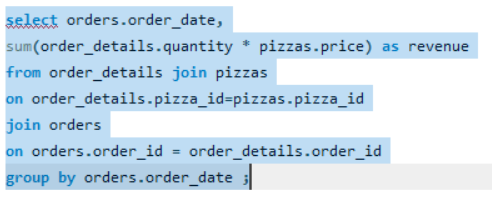 select orders.order_date,
sum(order_details.quantity * pizzas.price) as revenue
from order_details join pizzas
on order_details.pizza_id=pizzas.pizza_id
join orders
on orders.order_id = order_details.order_id
group by orders.order_date ;